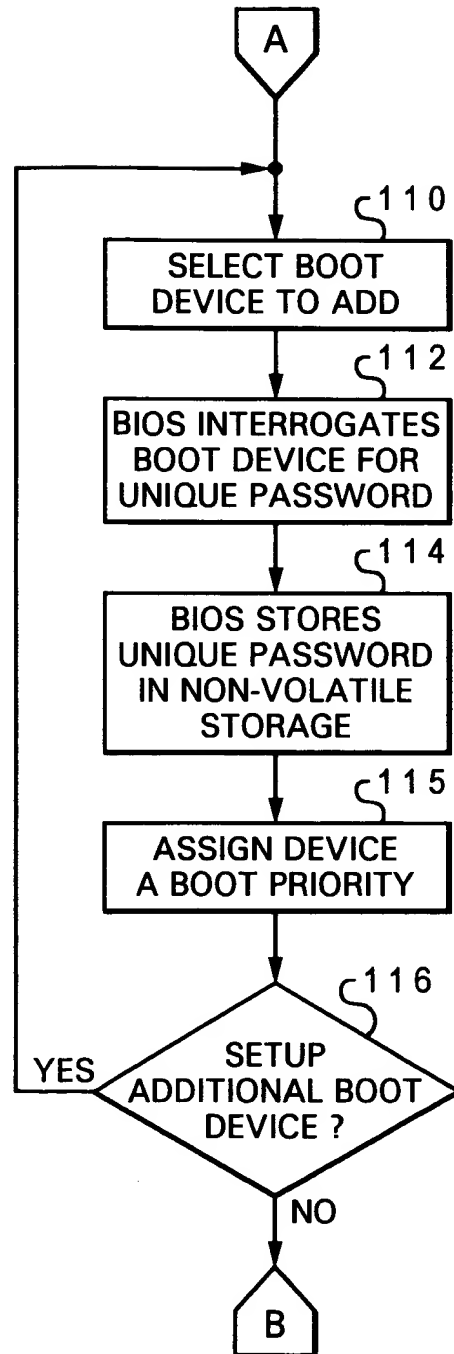 A
110
SELECT BOOT
DEVICE TO ADD
112
BIOS INTERROGATES
BOOT DEVICE FOR
UNIQUE PASSWORD
114
BIOS STORES
UNIQUE PASSWORD
IN NON-VOLATILE
STORAGE
115
ASSIGN DEVICE
A BOOT PRIORITY
116
SETUP
ADDITIONAL BOOT
DEVICE ?
YES
NO
B